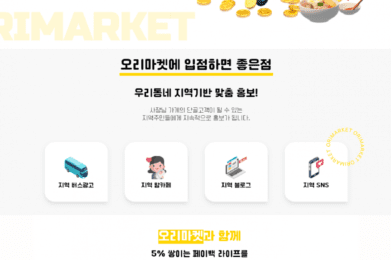 RIMARKET
오리마켓에 입점하면 좋은점
우리동네 지역기반 맞춤 홍보!
사장님 가게의 단골고객이 될 수 있는
지역주민들에게 지속적으로 홍보가 됩니다.
지역 버스광고
지역 맘카페
지역 블로그
지역 SNS
오리마켓과 함께
5% 쌓이는 페이백 라이프를